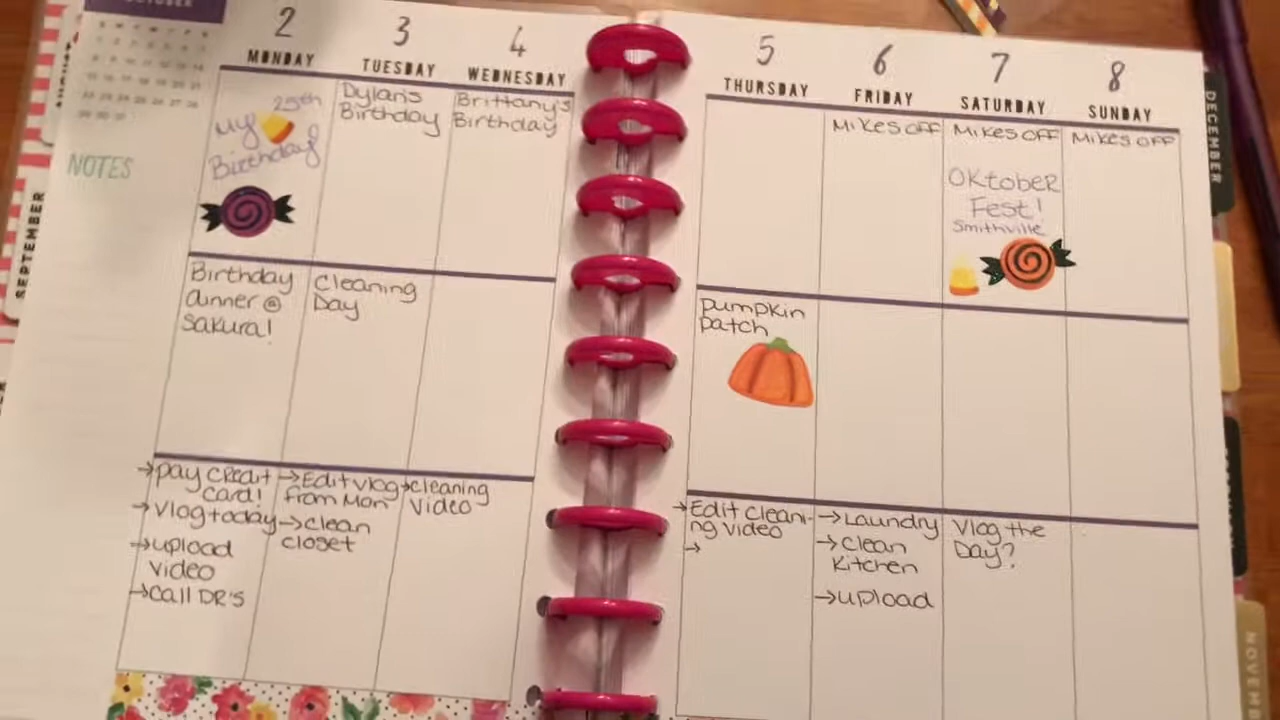 OCTOBER
2
MONDAY
3
TUESDAY
4
WEDNESDAY
5
THURSDAY
6
FRIDAY
7
SATURDAY
8
SUNDAY
NOTES
SEPTEMBER
DECEMBER
25th
My
Birthday!
Dylan's
Birthday
Brittany's
Birthday
Mikes off
Mikes off
OKtober
Fest!
Smithville
Mikes off
Birthday
dinner @
Sakura!
Cleaning
Day
Pumpkin
Patch
→Pay credit
card!
→Vlog today
→upload
video
→Call DR's
→Edit vlog
from Mon
→clean
closet
→cleaning
Video
→Edit cleani-
ng video
→
→Laundry
→Clean
Kitchen
→upload
Vlog the
Day?
NOVEM